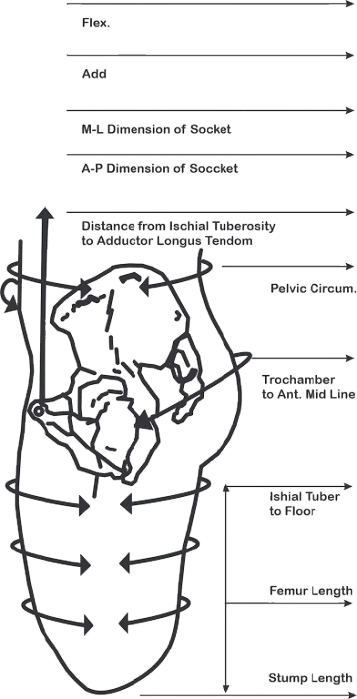 Flex.
Add
M-L Dimension of Socket
A-P Dimension of Soccket
Distance from Ischial Tuberosity
to Adductor Longus Tendom
Pelvic Circum.
Trochamber
to Ant. Mid Line
Ishial Tuber
to Floor
Femur Length
Stump Length